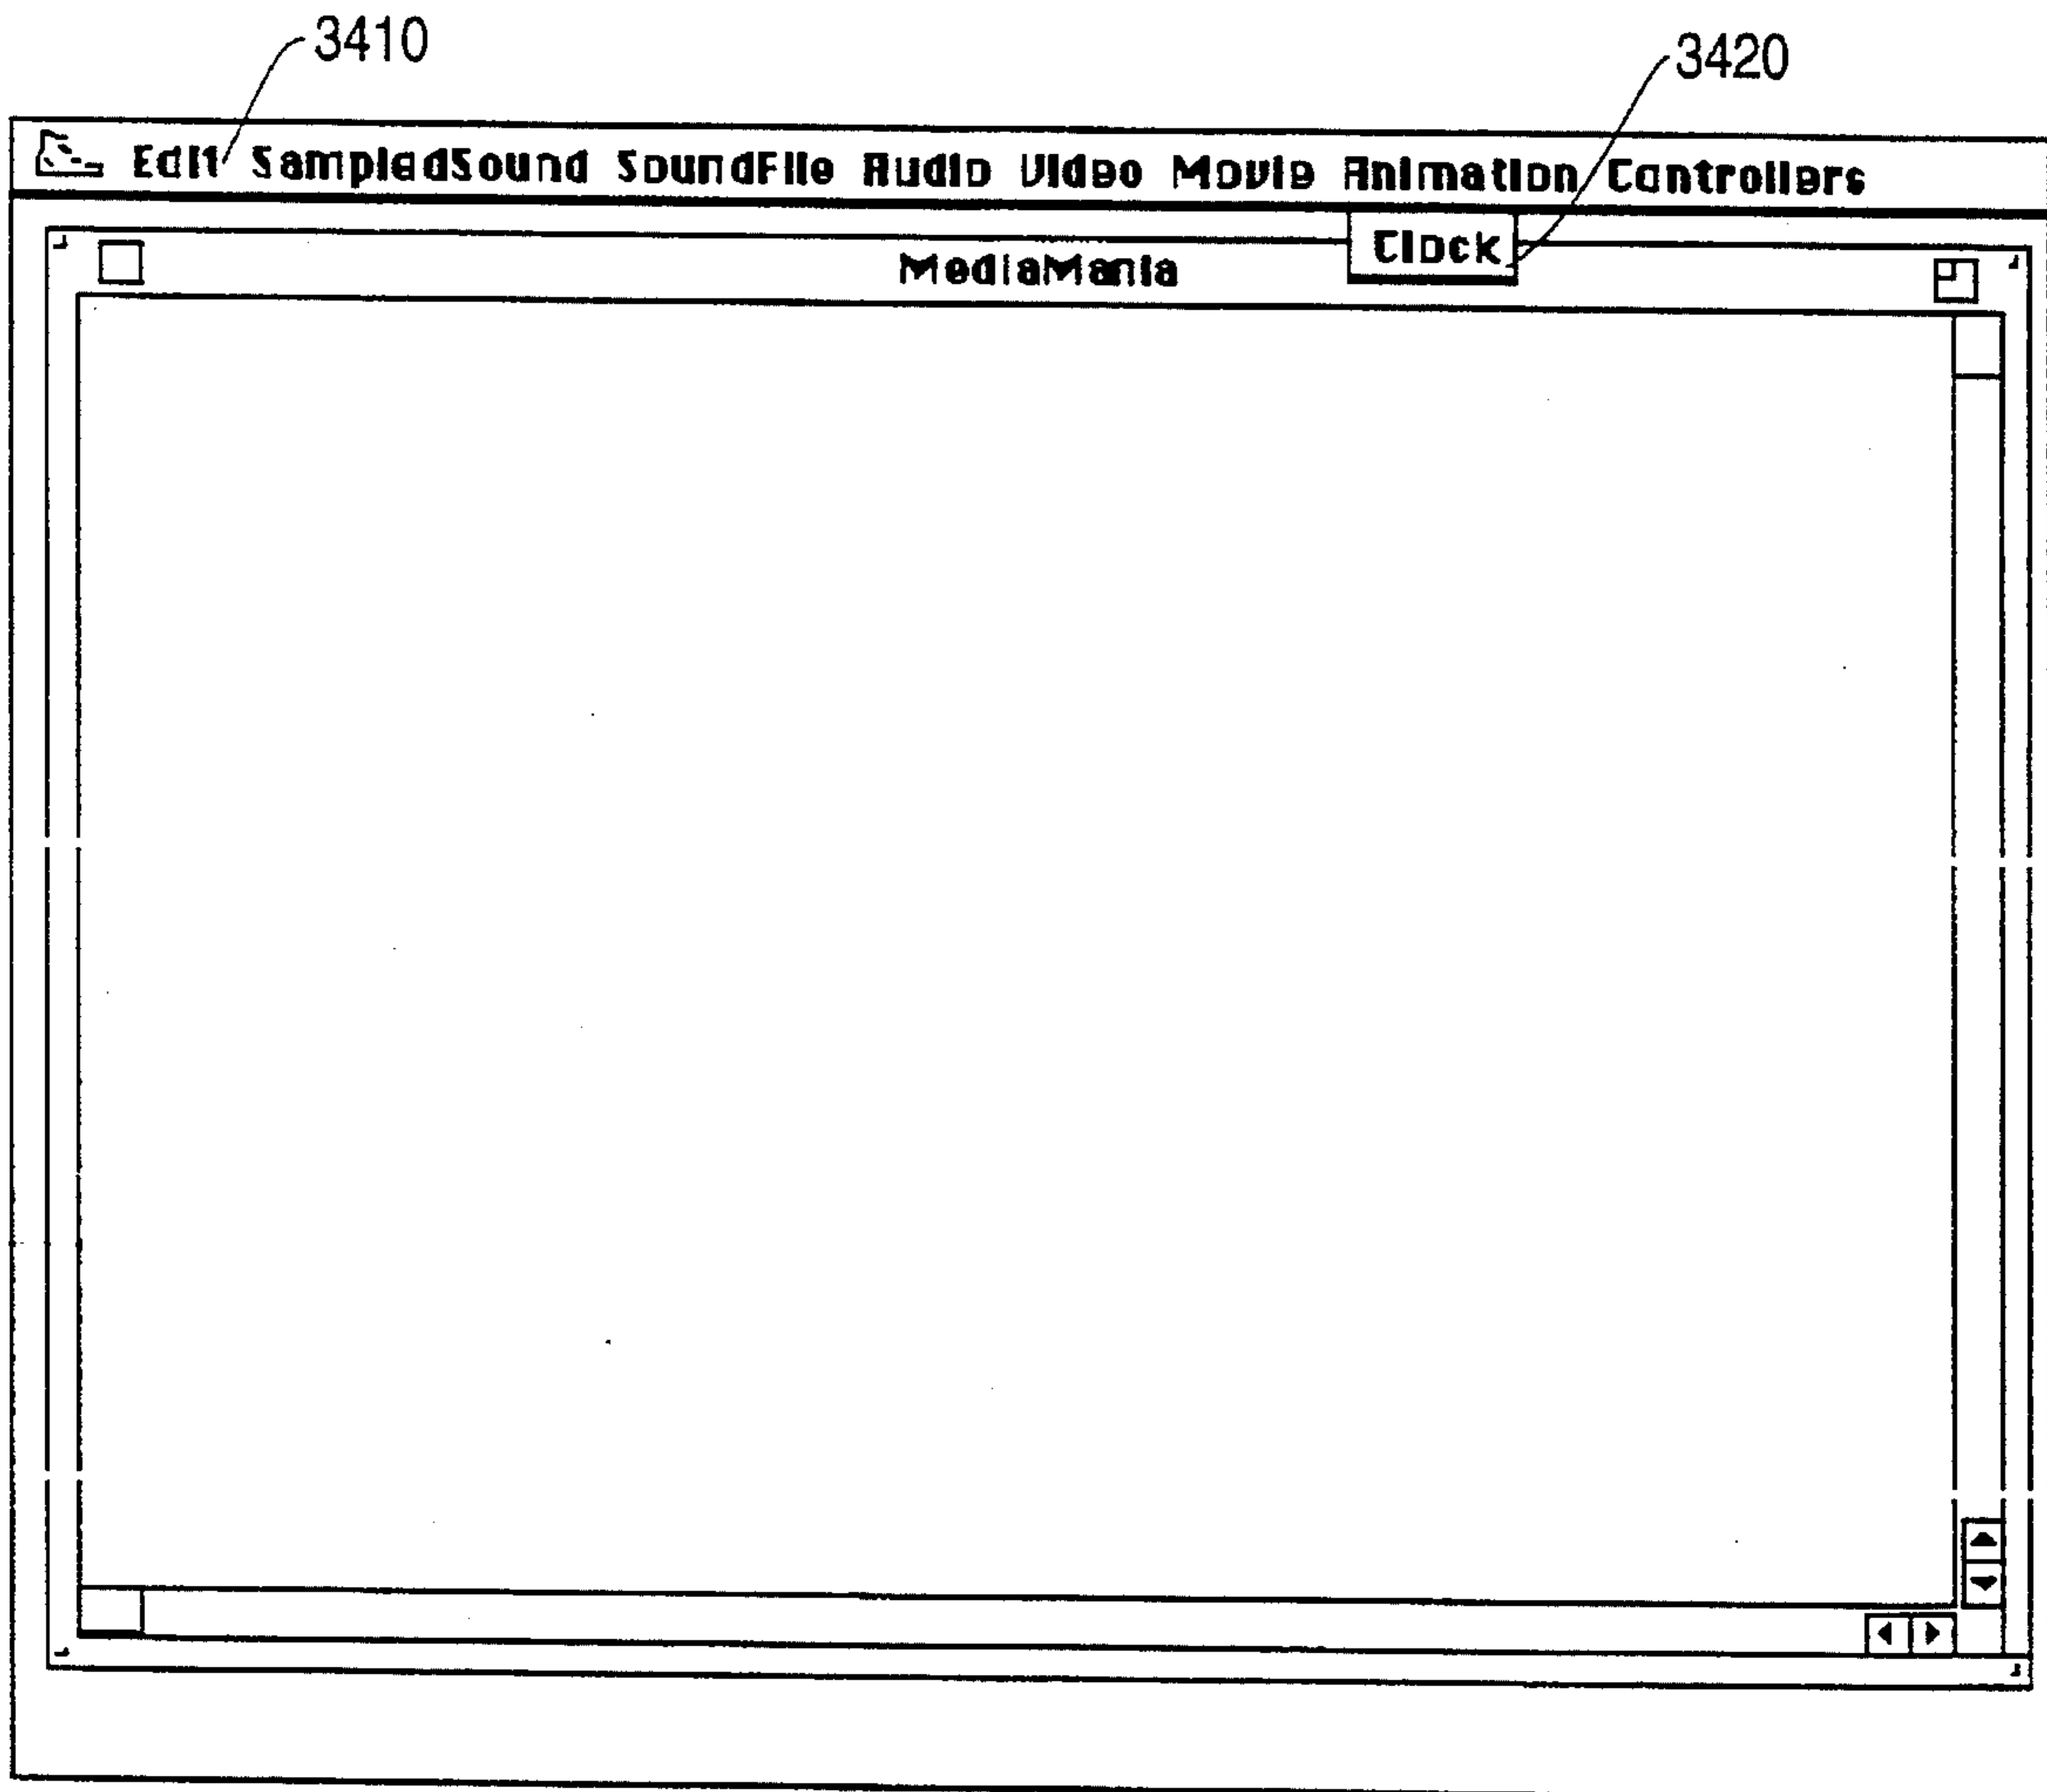 3410
3420
Edit SampledSound SoundFile Audio Video Movie Animation Controllers
Clock
MediaMania